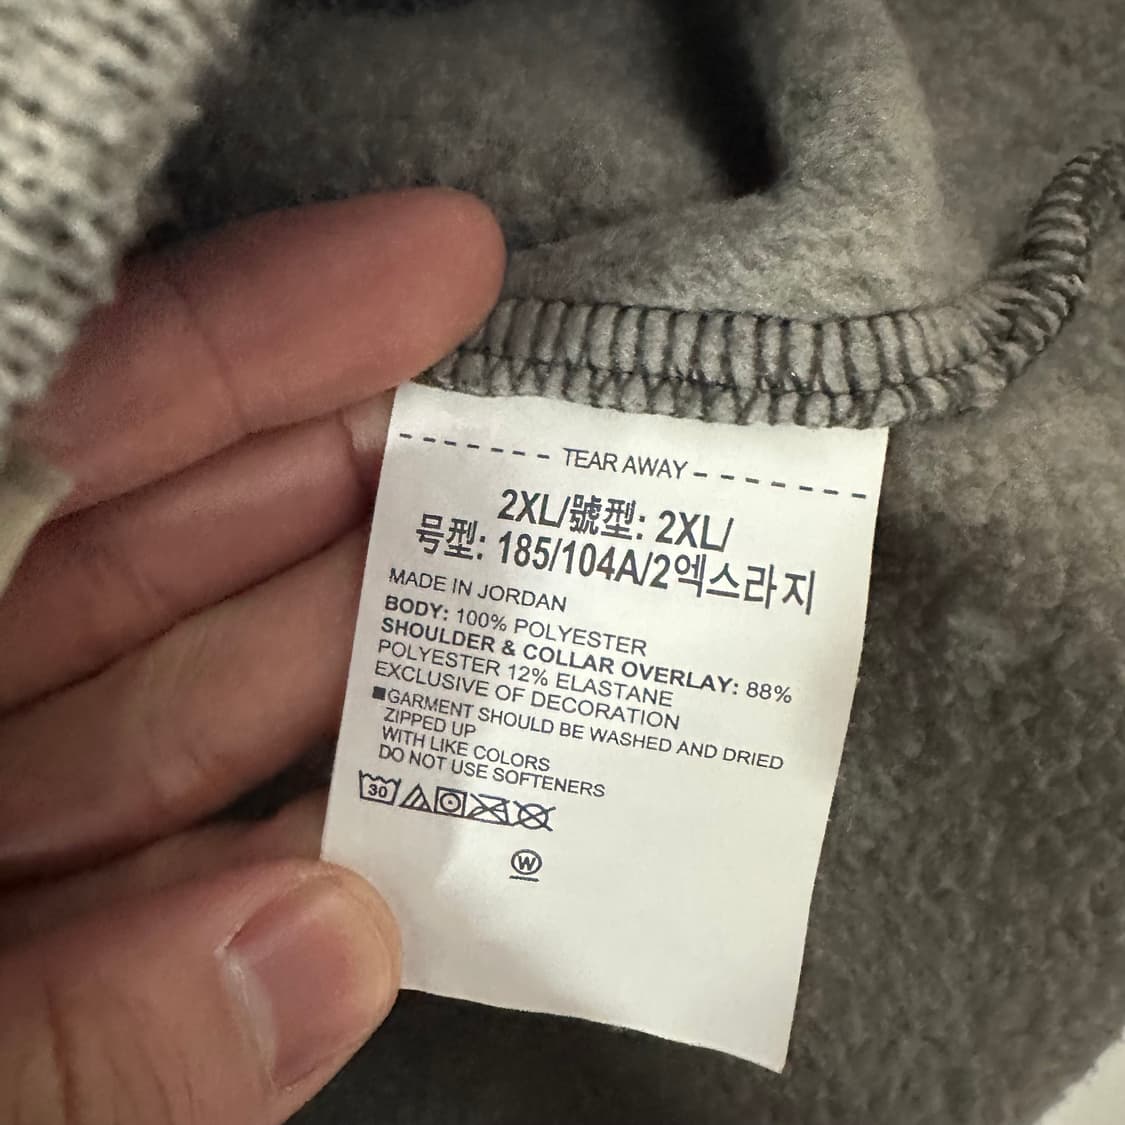 TEAR AWAY
2XL/號型: 2XL/
号型: 185/104A/2엑스라지
MADE IN JORDAN
BODY: 100% POLYESTER
SHOULDER & COLLAR OVERLAY: 88%
POLYESTER 12% ELASTANE
EXCLUSIVE OF DECORATION
■GARMENT SHOULD BE WASHED AND DRIED
ZIPPED UP
WITH LIKE COLORS
DO NOT USE SOFTENERS
30
W